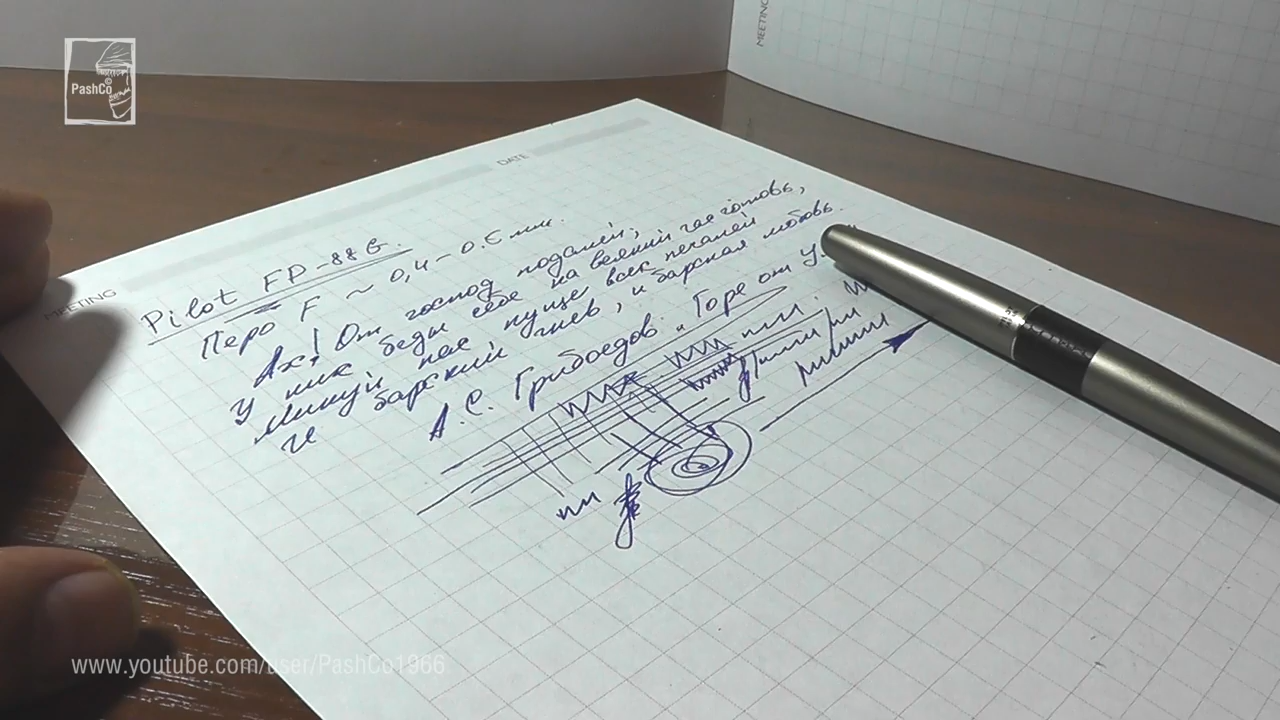 PashCo
MEETING
DATE
MEETING
Pilot FP-88G.
Перо F ~ 0,4-0.5 мм.
Ах! От господ подалей;
У них беды себе на всякий час готовь,
Минуй нас пуще всех печалей
И барский гнев, и барская любовь.
А.С. Грибоедов. „Горе от У
www.youtube.com/user/PashCo1966